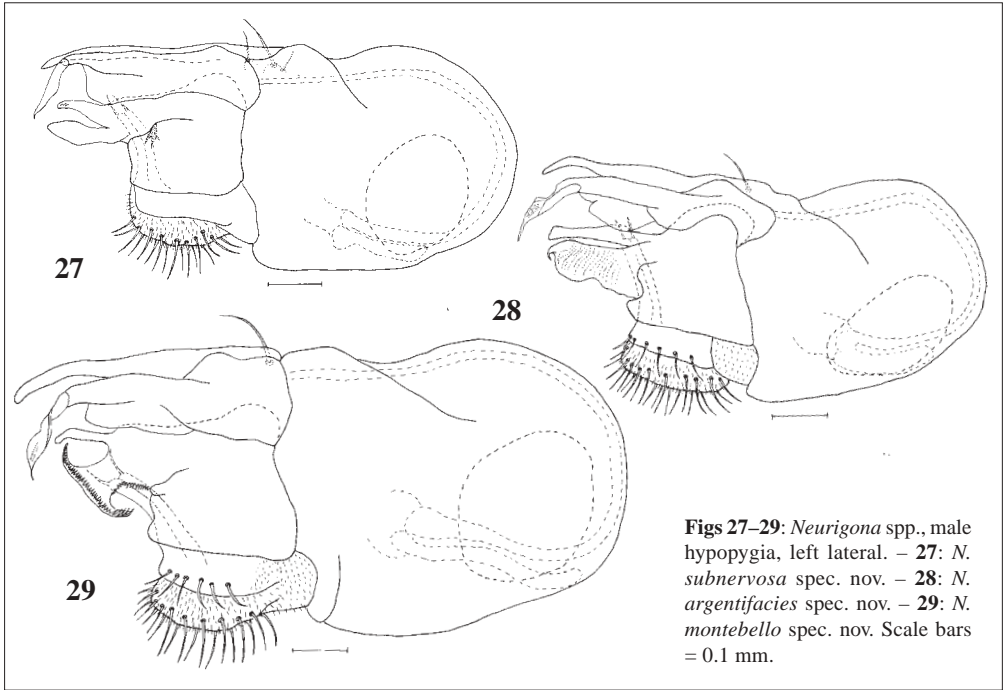 27
28
29
Figs 27–29: Neurigona spp., male
hypopygia, left lateral. – 27: N.
subnervosa spec. nov. – 28: N.
argentifacies spec. nov. – 29: N.
montebello spec. nov. Scale bars
= 0.1 mm.